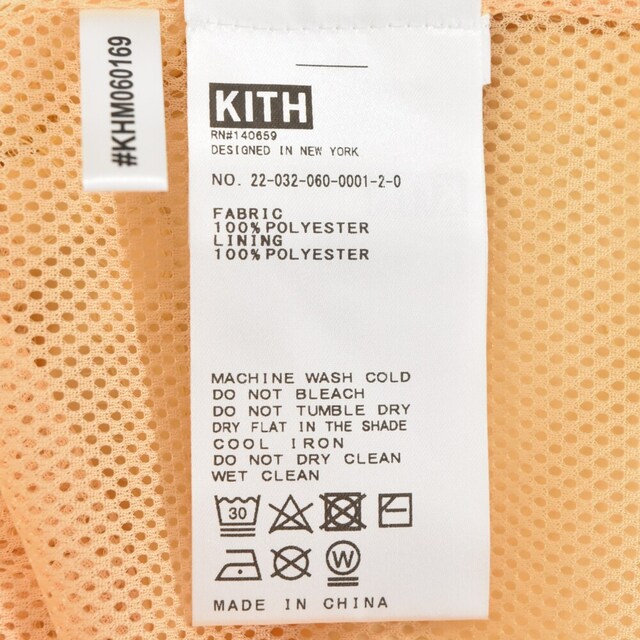 #KHM060169
KITH
RN#140659
DESIGNED IN NEW YORK
NO. 22-032-060-0001-2-0
FABRIC
100% POLYESTER
LINING
100% POLYESTER
MACHINE WASH COLD
DO NOT BLEACH
DO NOT TUMBLE DRY
DRY FLAT IN THE SHADE
COOL IRON
DO NOT DRY CLEAN
WET CLEAN
30
W
MADE IN CHINA